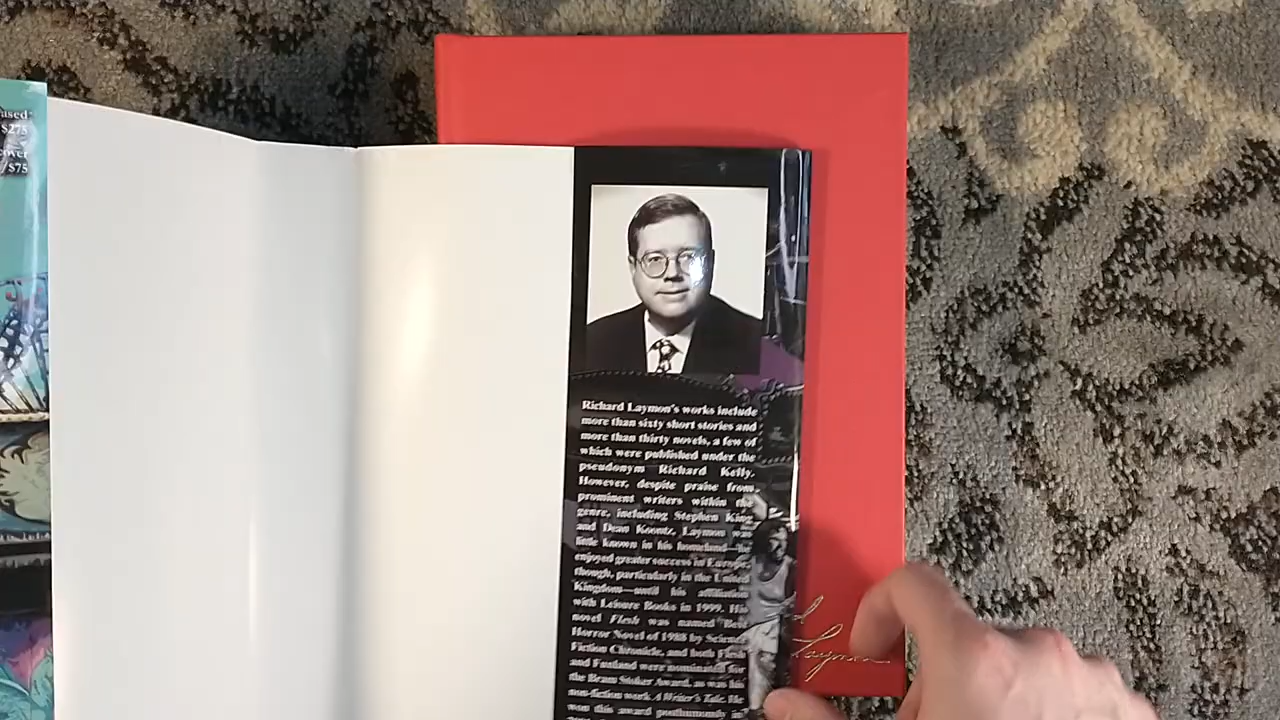 ased
$275
cover
/$75
Richard Laymon's works include
more than sixty short stories and
more than thirty novels, a few of
which were published under the
pseudonym Richard Kelly.
However, despite praise from
prominent writers within the
genre, including Stephen King
and Dean Koontz, Laymon was
little known in his homeland—he
enjoyed greater success in Europe,
though, particularly in the United
Kingdom—until his affiliation
with Leisure Books in 1999. His
novel Flesh was named "Best
Horror Novel of 1988 by Science
Fiction Chronicle, and both Flesh
and Funland were nominated for
the Bram Stoker Award, as was his
non-fiction work A Writer's Tale. He
won this award posthumously in
Laymon